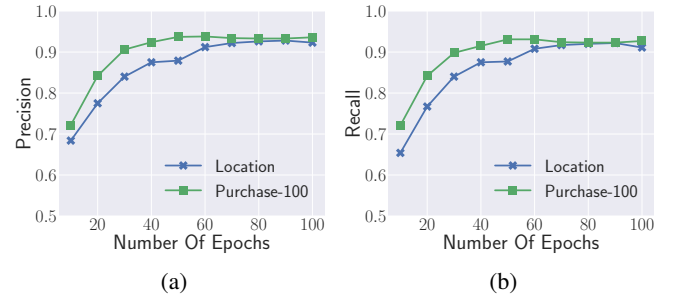 1.0
0.9
0.8
0.7
0.6
0.5
Precision
20 40 60 80 100
Number Of Epochs
Location
Purchase-100
(a)
1.0
0.9
0.8
0.7
0.6
0.5
Recall
20 40 60 80 100
Number Of Epochs
Location
Purchase-100
(b)